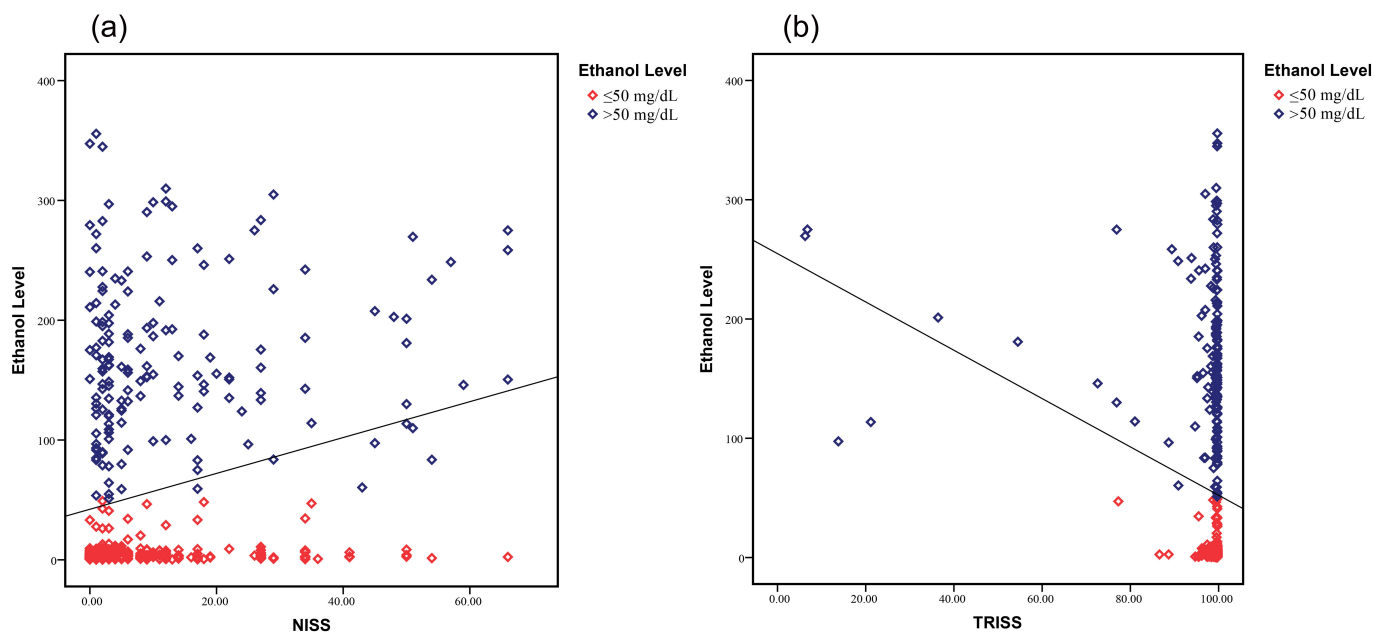 (a)
Ethanol Level
400
300
200
100
0
0.00 20.00 40.00 60.00
NISS
Ethanol Level
≤50 mg/dL
>50 mg/dL
(b)
Ethanol Level
400
300
200
100
0
0.00 20.00 40.00 60.00 80.00 100.00
TRISS
Ethanol Level
≤50 mg/dL
>50 mg/dL